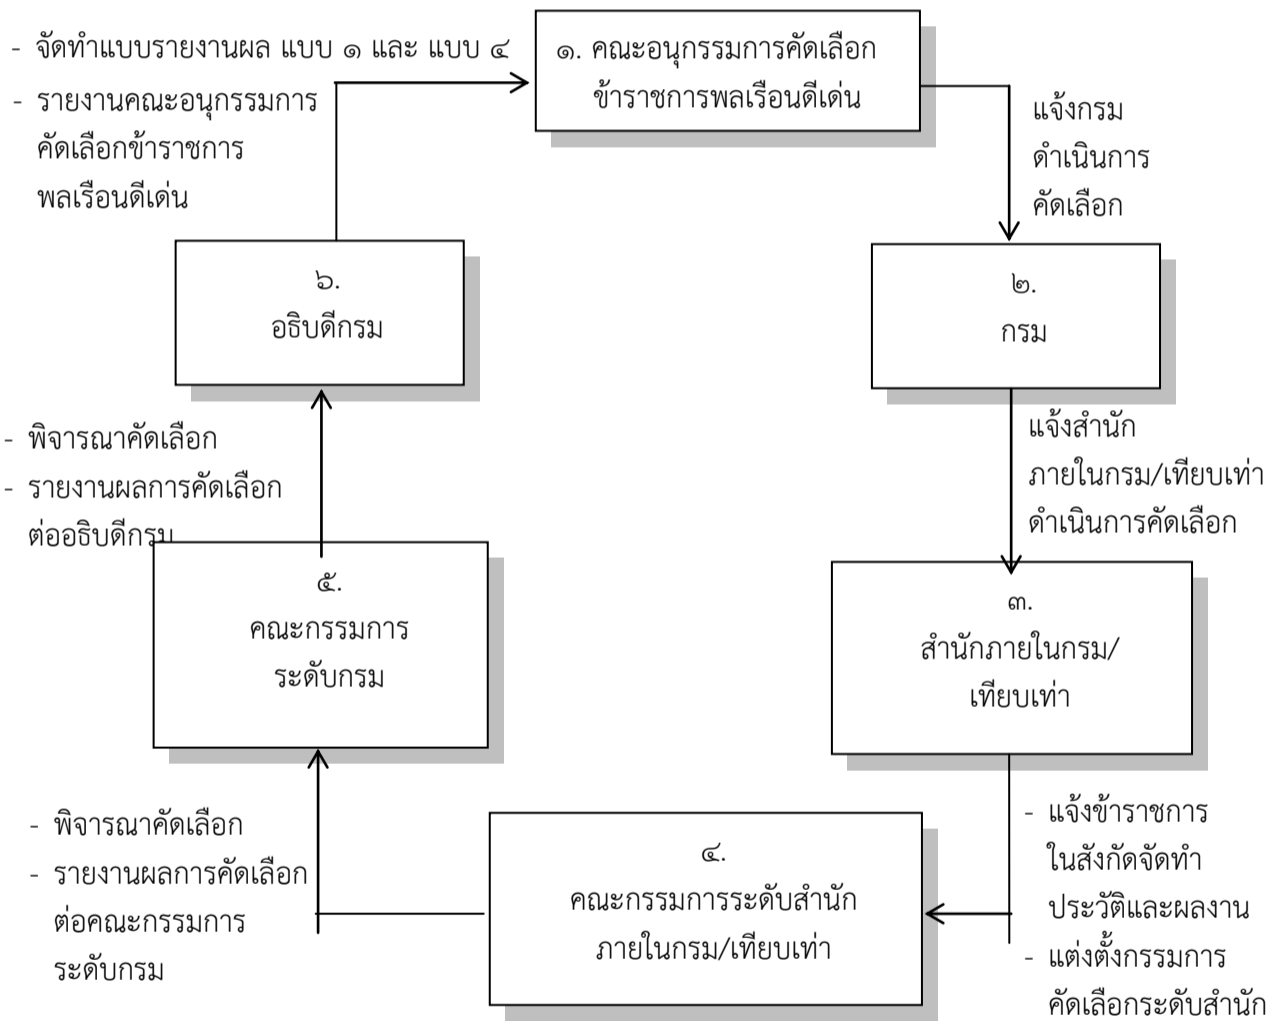 - จัดทำแบบรายงานผล แบบ ๑ และ แบบ ๔
- รายงานคณะอนุกรรมการ
คัดเลือกข้าราชการ
พลเรือนดีเด่น
๑. คณะอนุกรรมการคัดเลือก
ข้าราชการพลเรือนดีเด่น
แจ้งกรม
ดำเนินการ
คัดเลือก
๒.
กรม
แจ้งสำนัก
ภายในกรม/เทียบเท่า
ดำเนินการคัดเลือก
๓.
สำนักภายในกรม/
เทียบเท่า
- แจ้งข้าราชการ
ในสังกัดจัดทำ
ประวัติและผลงาน
- แต่งตั้งกรรมการ
คัดเลือกระดับสำนัก
๔.
คณะกรรมการระดับสำนัก
ภายในกรม/เทียบเท่า
- พิจารณาคัดเลือก
- รายงานผลการคัดเลือก
ต่อคณะกรรมการ
ระดับกรม
๕.
คณะกรรมการ
ระดับกรม
- พิจารณาคัดเลือก
- รายงานผลการคัดเลือก
ต่ออธิบดีกรม
๖.
อธิบดีกรม